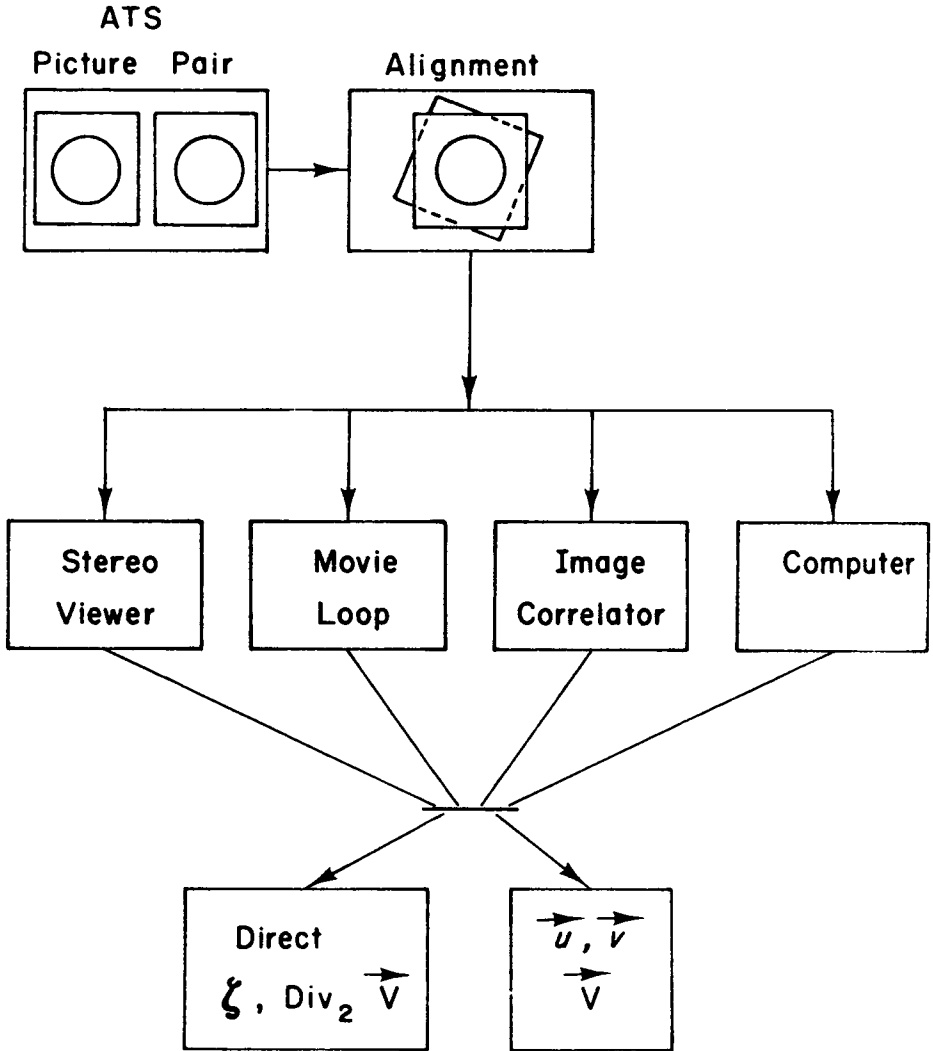 ATS
Picture Pair
Alignment
Stereo
Viewer
Movie
Loop
Image
Correlator
Computer
Direct
ζ, Div₂ V⃗
u⃗, v⃗
V⃗